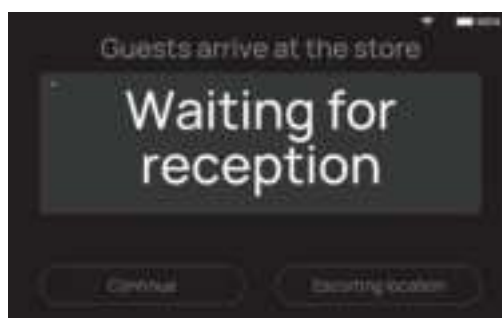 Guests arrive at the store
Waiting for
reception
Continue
Escorting location